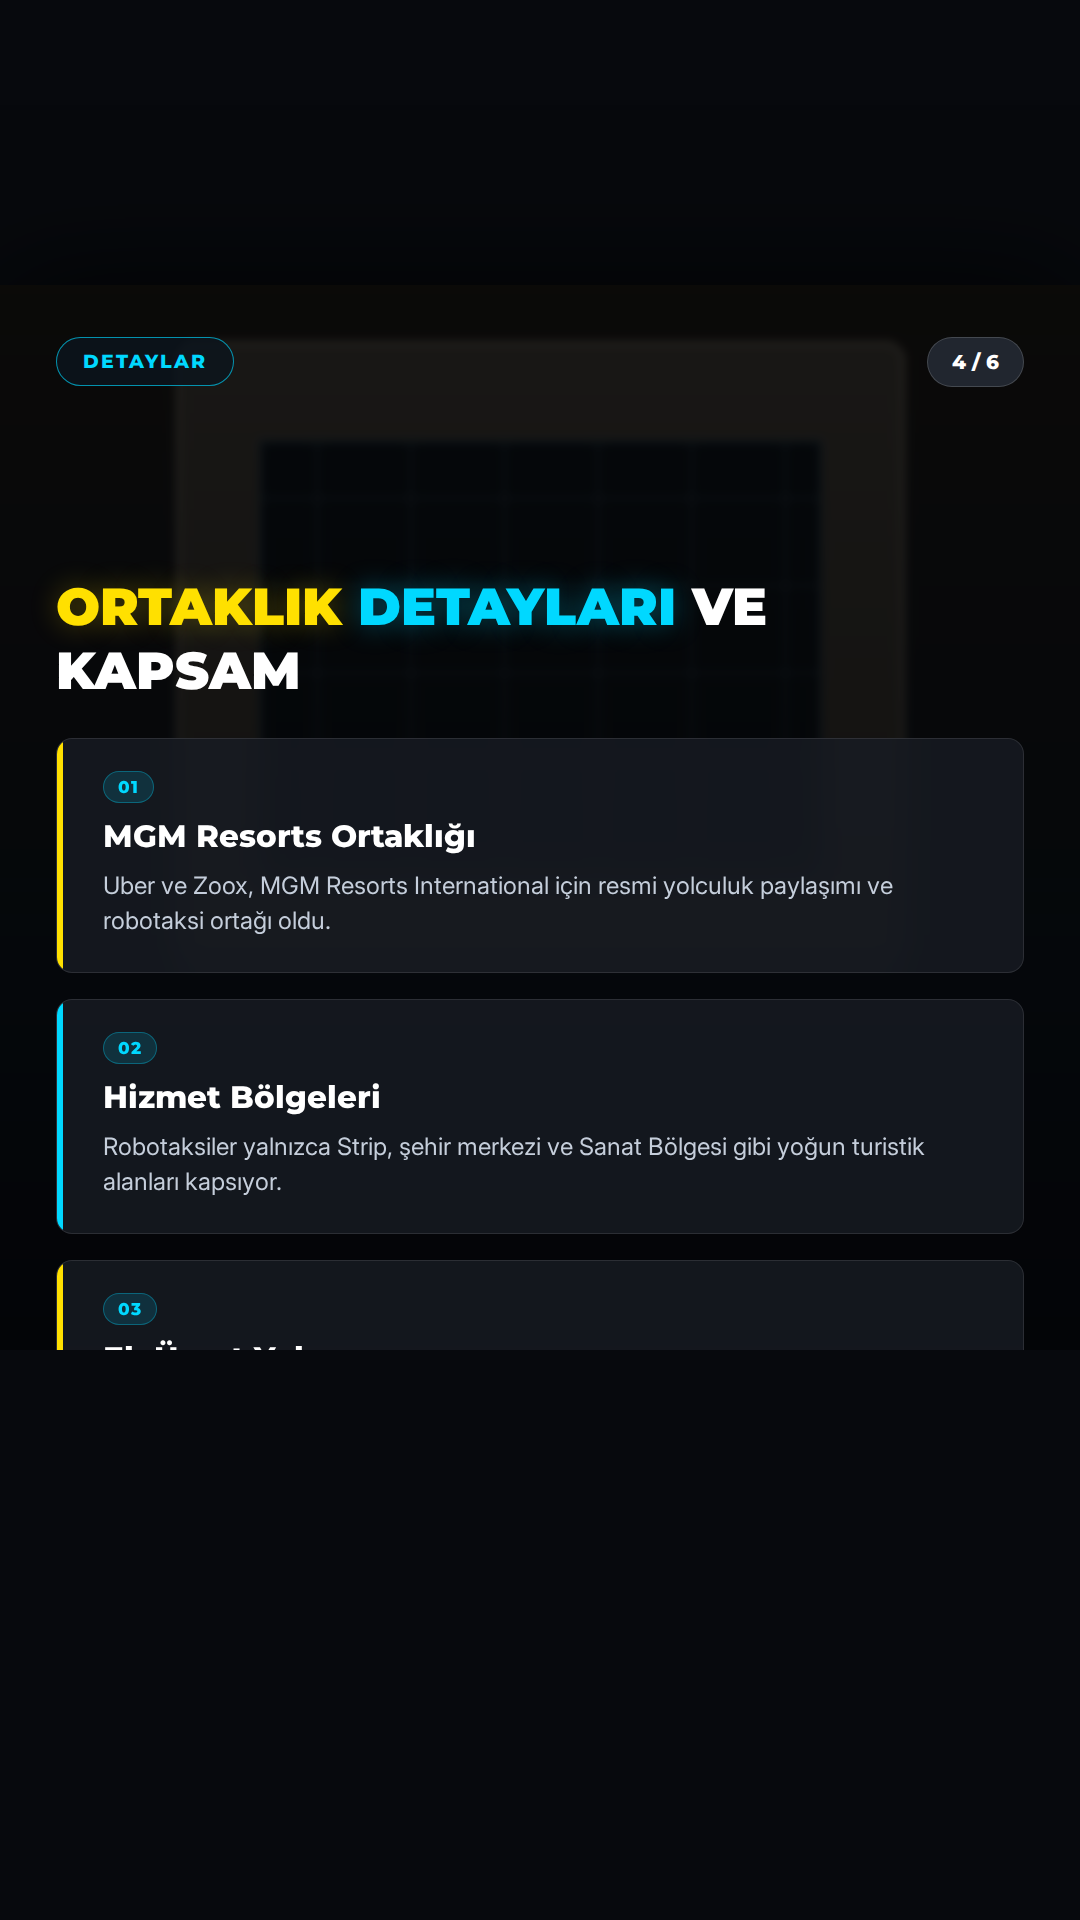 DETAYLAR
4 / 6
ORTAKLIK DETAYLARI VE
KAPSAM
01
MGM Resorts Ortaklığı
Uber ve Zoox, MGM Resorts International için resmi yolculuk paylaşımı ve
robotaksi ortağı oldu.
02
Hizmet Bölgeleri
Robotaksiler yalnızca Strip, şehir merkezi ve Sanat Bölgesi gibi yoğun turistik
alanları kapsıyor.
03